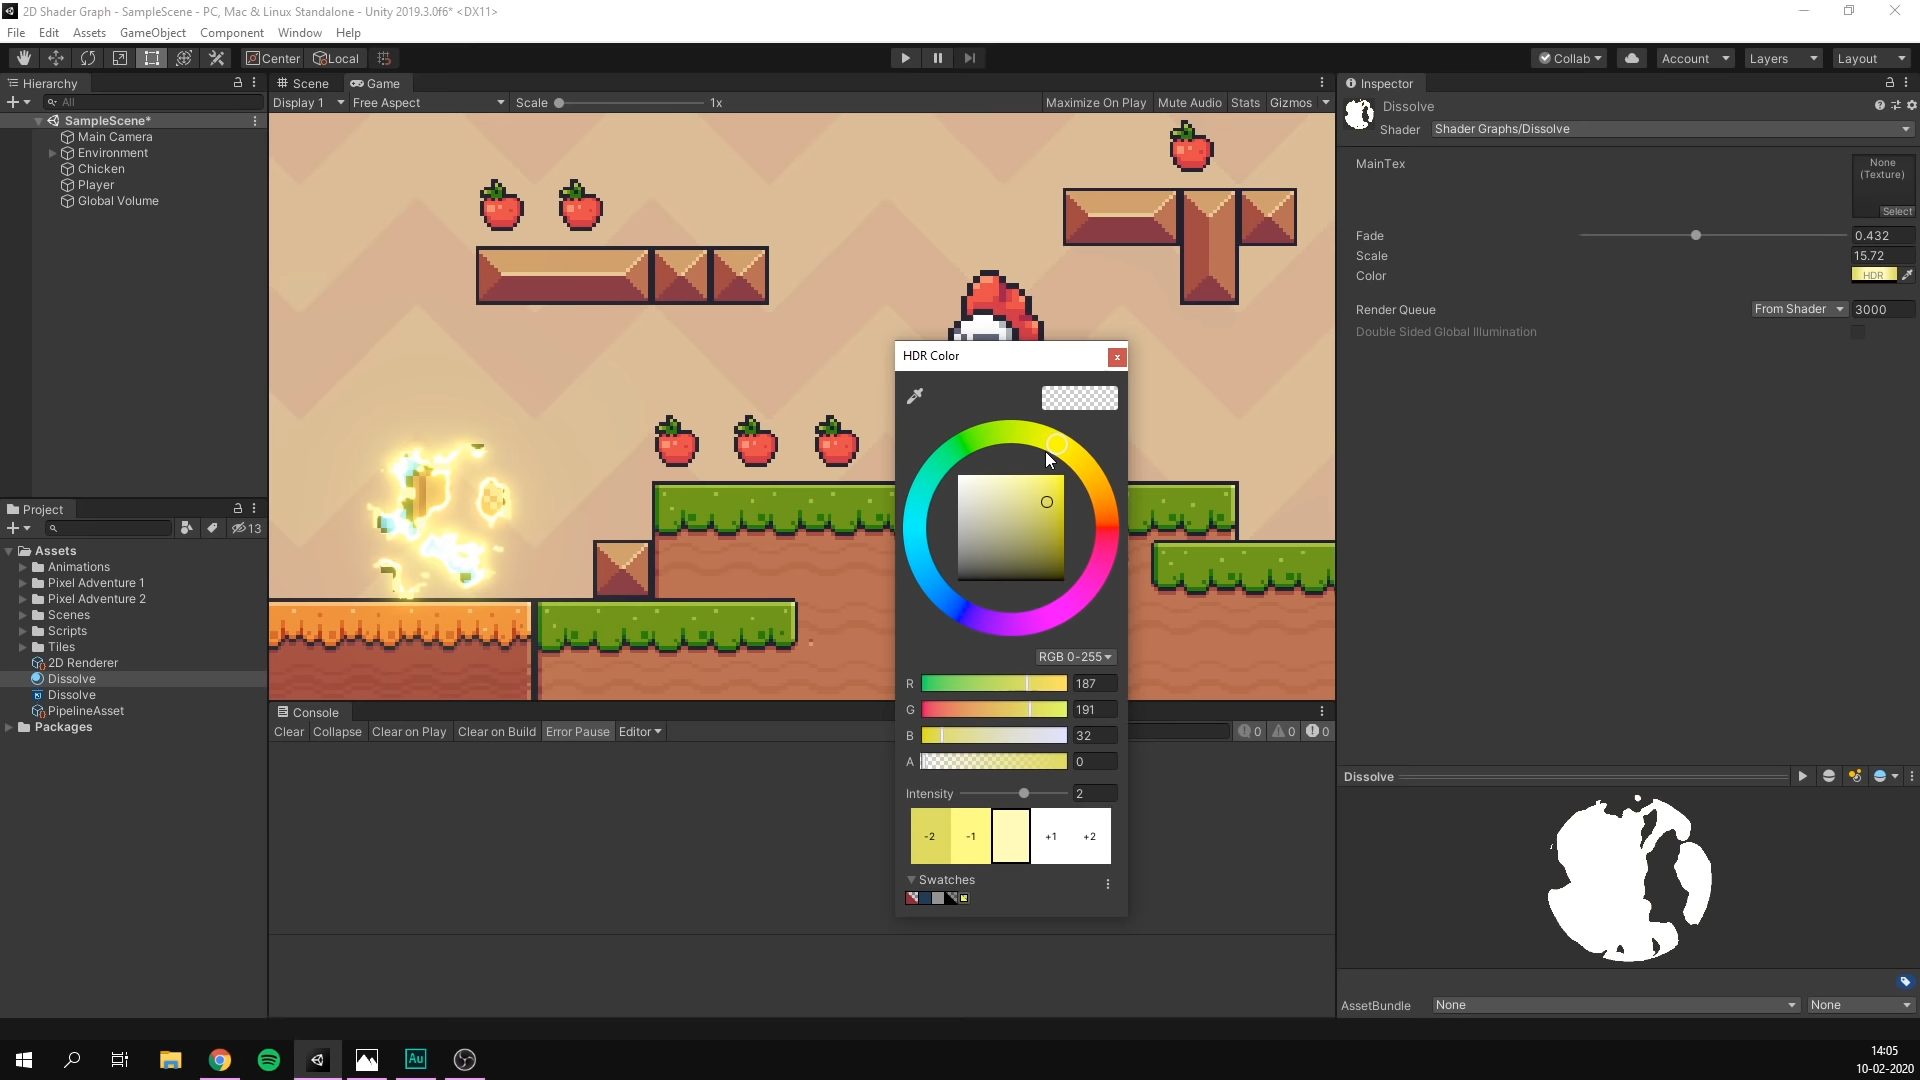 2D Shader Graph - SampleScene - PC, Mac & Linux Standalone - Unity 2019.3.0f6* <DX11>
File Edit Assets GameObject Component Window Help
Center Local Collab Account Layers Layout
Hierarchy
All
SampleScene*
Main Camera
Environment
Chicken
Player
Global Volume
Scene Game
Display 1 Free Aspect Scale 1x Maximize On Play Mute Audio Stats Gizmos
Project
13
Assets
Animations
Pixel Adventure 1
Pixel Adventure 2
Scenes
Scripts
Tiles
2D Renderer
Dissolve
Dissolve
PipelineAsset
Packages
HDR Color
x
RGB 0-255
R 187
G 191
B 32
A 0
Intensity 2
-2 -1 +1 +2
Swatches
Console
Clear Collapse Clear on Play Clear on Build Error Pause Editor
0 0 0
Inspector
Dissolve
Shader Shader Graphs/Dissolve
MainTex
None
(Texture)
Select
Fade 0.432
Scale 15.72
Color HDR
Render Queue From Shader 3000
Double Sided Global Illumination
Dissolve
AssetBundle None None
Au
14:05
10-02-2020